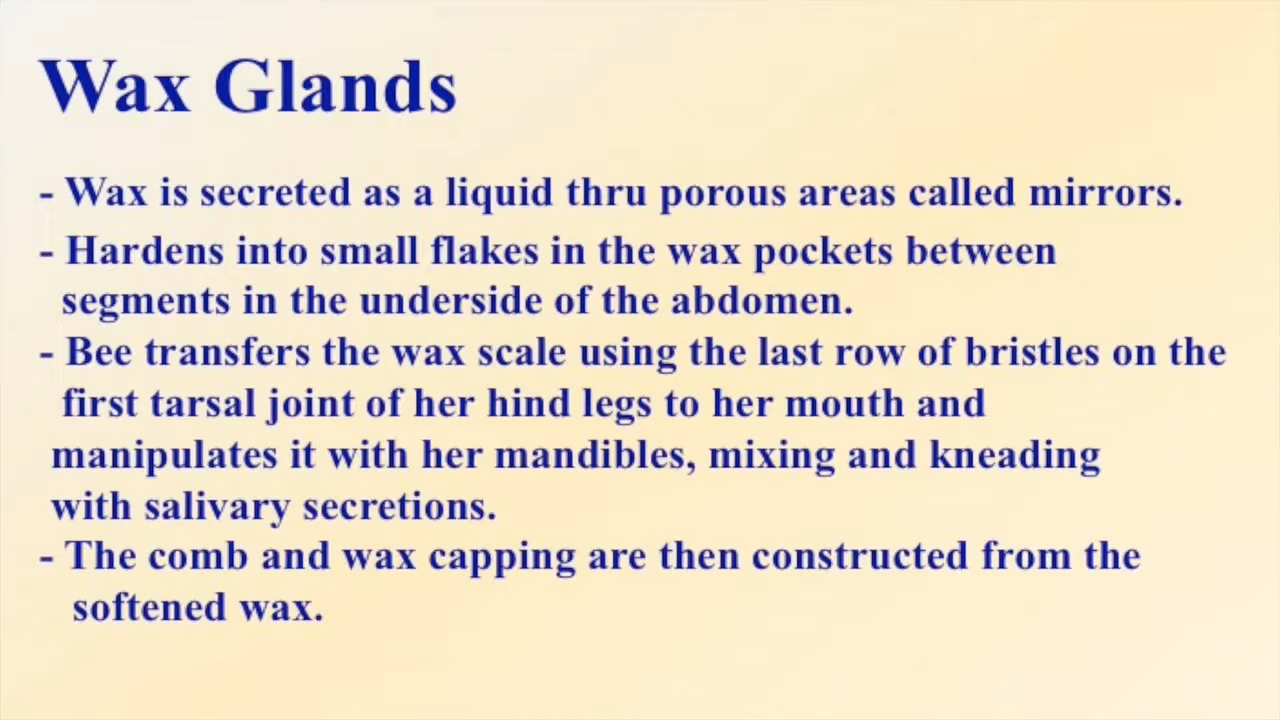 Wax Glands
- Wax is secreted as a liquid thru porous areas called mirrors.
- Hardens into small flakes in the wax pockets between
segments in the underside of the abdomen.
- Bee transfers the wax scale using the last row of bristles on the
first tarsal joint of her hind legs to her mouth and
manipulates it with her mandibles, mixing and kneading
with salivary secretions.
- The comb and wax capping are then constructed from the
softened wax.